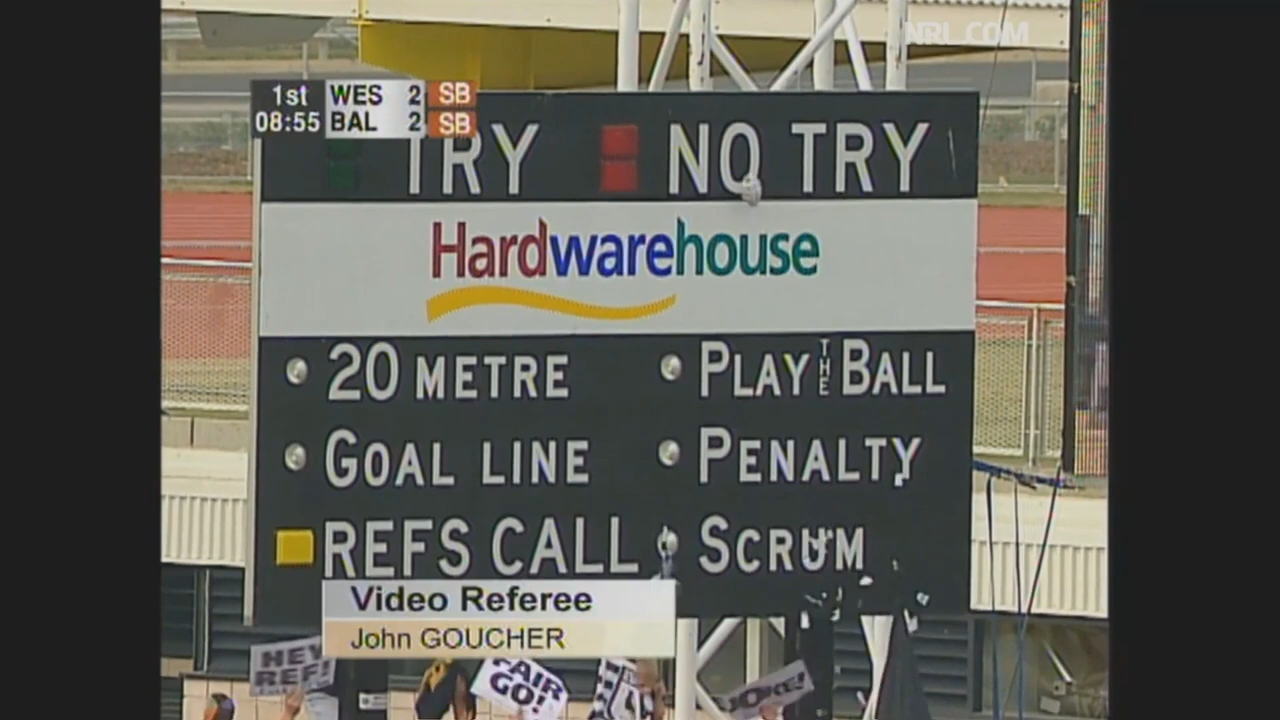 NRL.COM
1st WES 2 SB
08:55 BAL 2 SB
TRY NO TRY
Hardwarehouse
20 METRE PLAY THE BALL
GOAL LINE PENALTY
REFS CALL SCRUM
Video Referee
John GOUCHER
HEY REF!
FAIR GO!
JOKE!